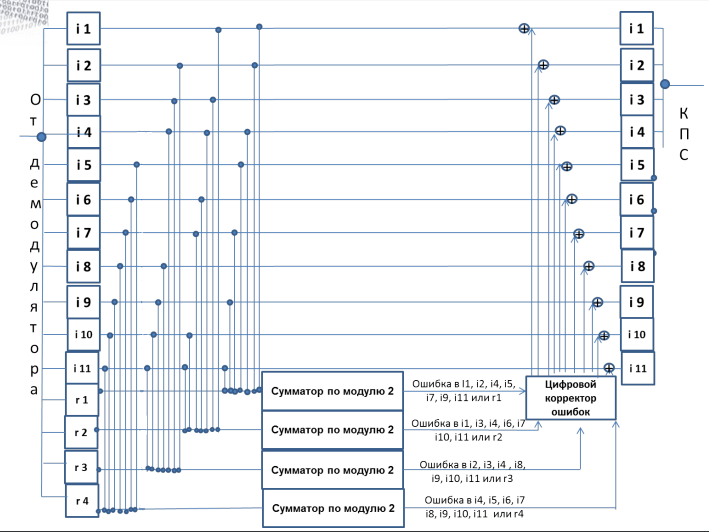 От демодулятора
i 1
i 2
i 3
i 4
i 5
i 6
i 7
i 8
i 9
i 10
i 11
r 1
r 2
r 3
r 4
Сумматор по модулю 2
Сумматор по модулю 2
Сумматор по модулю 2
Сумматор по модулю 2
Ошибка в I1, i2, i4, i5,
i7, i9, i11 или r1
Ошибка в i1, i3, i4, i6, i7
i10, i11 или r2
Ошибка в i2, i3, i4 , i8,
i9, i10, i11 или r3
Ошибка в i4, i5, i6, i7
i8, i9, i10, i11 или r4
Цифровой
корректор
ошибок
i 1
i 2
i 3
i 4
i 5
i 6
i 7
i 8
i 9
i 10
i 11
КПС